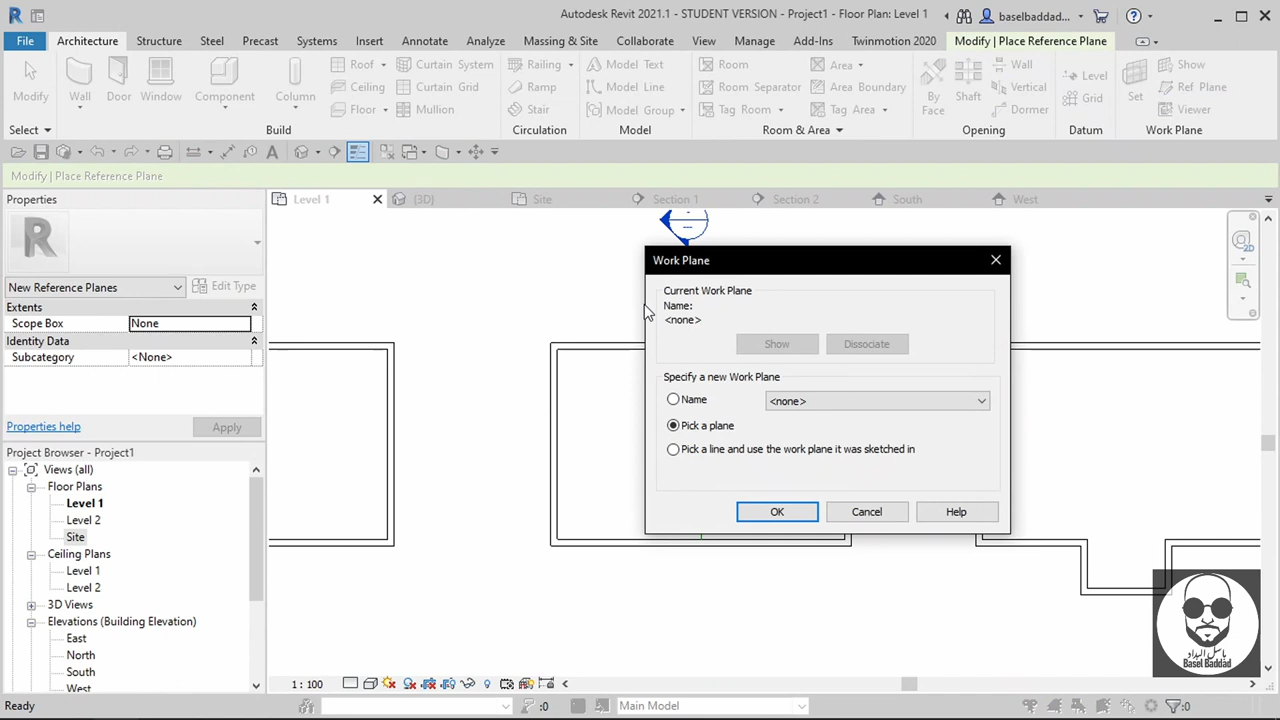 Autodesk Revit 2021.1 - STUDENT VERSION - Project1 - Floor Plan: Level 1
baselbaddad...
File Architecture Structure Steel Precast Systems Insert Annotate Analyze Massing & Site Collaborate View Manage Add-Ins Twinmotion 2020 Modify | Place Reference Plane
Modify Wall Door Window Component Column
Roof Curtain System
Ceiling Curtain Grid
Floor Mullion
Railing
Ramp
Stair
Model Text
Model Line
Model Group
Room Area
Room Separator Area Boundary
Tag Room Tag Area
By Face Shaft
Wall
Vertical
Dormer
Level
Grid
Set
Show
Ref Plane
Viewer
Select Build Circulation Model Room & Area Opening Datum Work Plane
Modify | Place Reference Plane
Properties
Level 1 {3D} Site Section 1 Section 2 South West
New Reference Planes Edit Type
Extents
Scope Box None
Identity Data
Subcategory <None>
Properties help Apply
Project Browser - Project1
Views (all)
Floor Plans
Level 1
Level 2
Site
Ceiling Plans
Level 1
Level 2
3D Views
Elevations (Building Elevation)
East
North
South
West
2D
Work Plane
Current Work Plane
Name:
<none>
Show Dissociate
Specify a new Work Plane
Name <none>
Pick a plane
Pick a line and use the work plane it was sketched in
OK Cancel Help
باسل البداد
Basel Baddad
1 : 100
Ready :0 Main Model :0